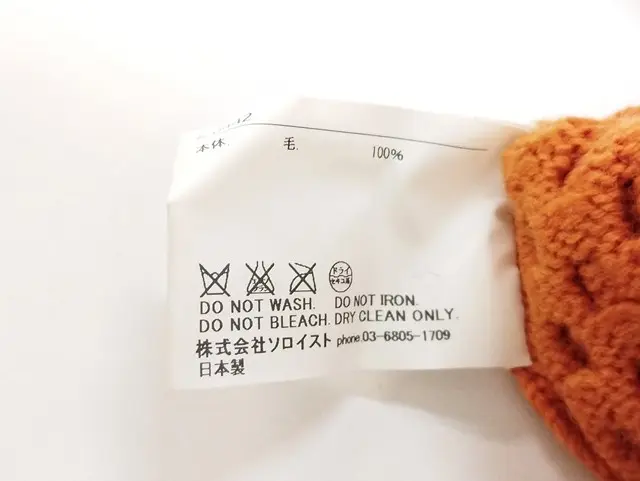 本体. 毛. 100%
ドライ
セキユ系
DO NOT WASH. DO NOT IRON.
DO NOT BLEACH. DRY CLEAN ONLY.
株式会社ソロイスト phone.03-6805-1709
日本製